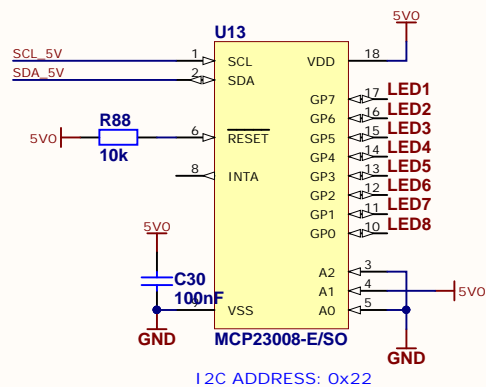 U13
5V0
SCL_5V
1
SCL
VDD
18
SDA_5V
2
SDA
GP7
17
LED1
GP6
16
LED2
R88
5V0
10k
6
RESET
GP5
15
LED3
GP4
14
LED4
8
INTA
GP3
13
LED5
GP2
12
LED6
GP1
11
LED7
GP0
10
LED8
5V0
C30
100nF
A2
3
A1
4
5V0
9
VSS
A0
5
GND
MCP23008-E/SO
GND
I2C ADDRESS: 0x22